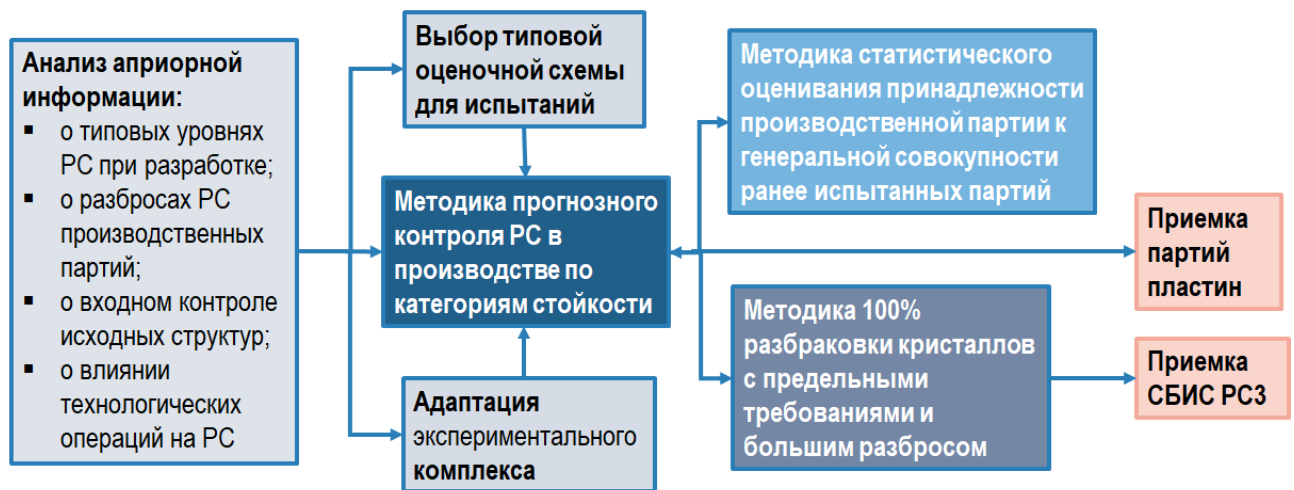 Анализ априорной
информации:
▪ о типовых уровнях
РС при разработке;
▪ о разбросах РС
производственных
партий;
▪ о входном контроле
исходных структур;
▪ о влиянии
технологических
операций на РС
Выбор типовой
оценочной схемы
для испытаний
Методика прогнозного
контроля РС в
производстве по
категориям стойкости
Адаптация
экспериментального
комплекса
Методика статистического
оценивания принадлежности
производственной партии к
генеральной совокупности
ранее испытанных партий
Методика 100%
разбраковки кристаллов
с предельными
требованиями и
большим разбросом
Приемка
партий
пластин
Приемка
СБИС РС3